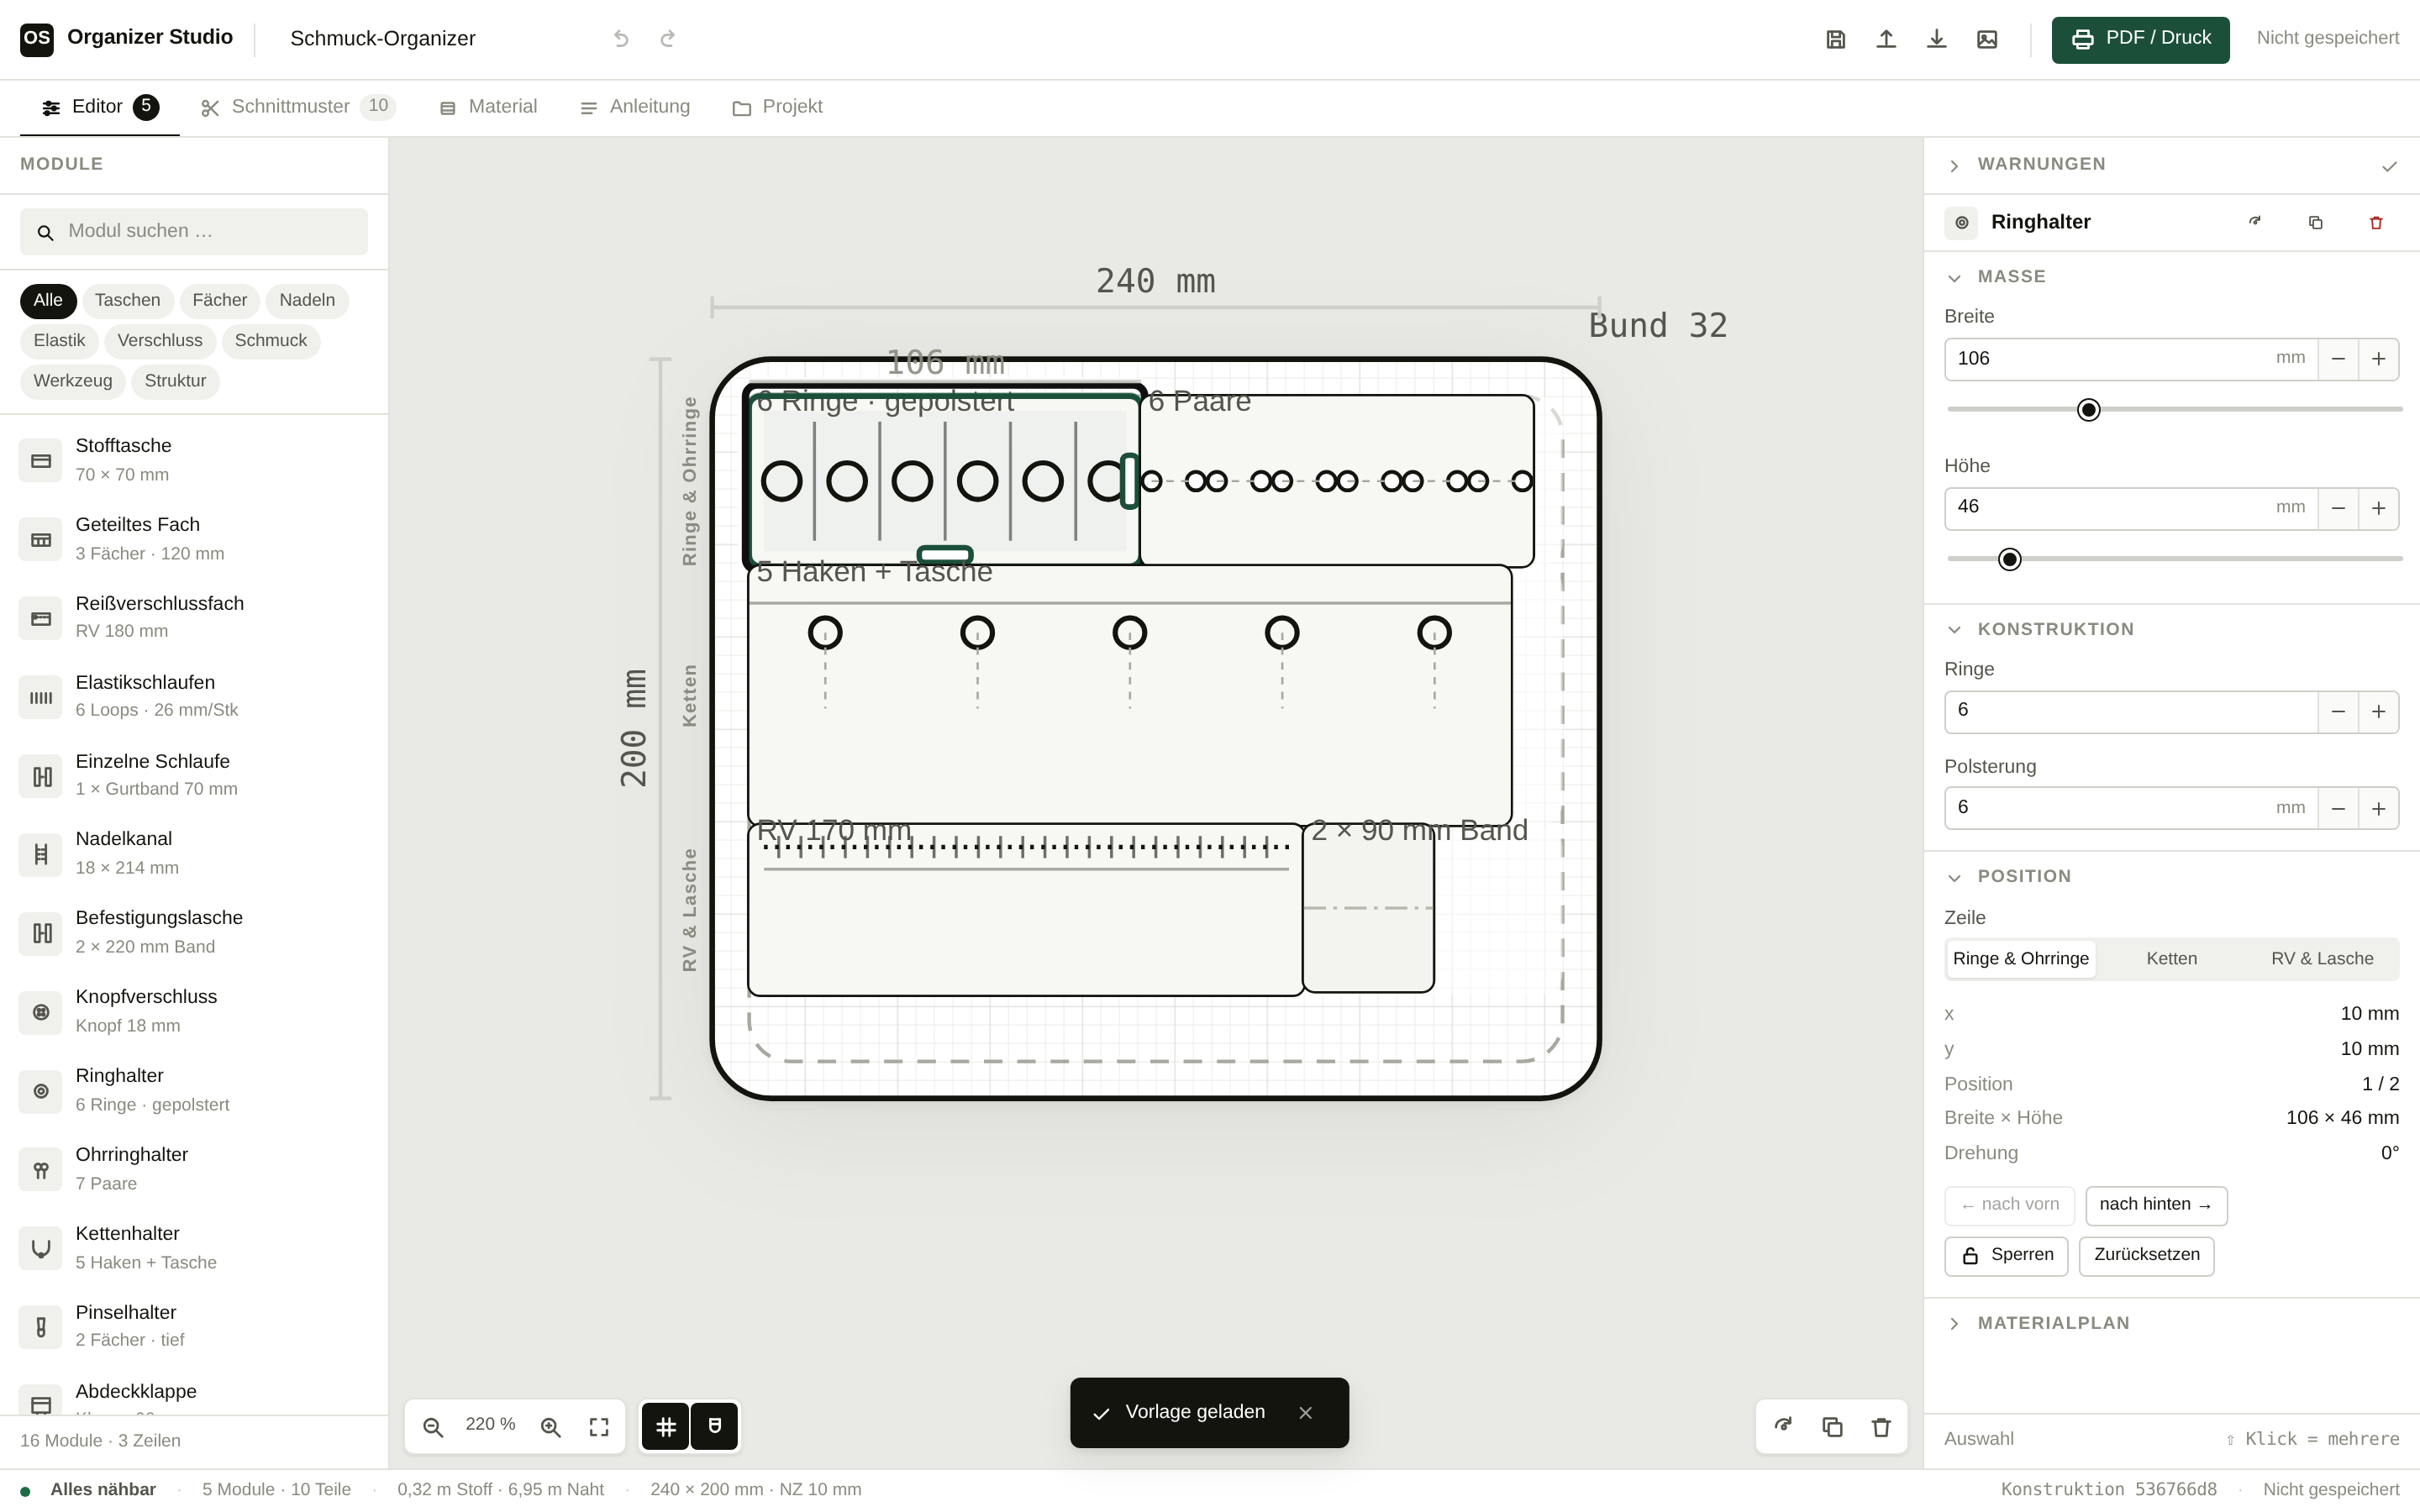 OS Organizer Studio
Schmuck-Organizer
PDF / Druck
Nicht gespeichert
Editor 5
Schnittmuster 10
Material
Anleitung
Projekt
MODULE
Modul suchen …
Alle Taschen Fächer Nadeln
Elastik Verschluss Schmuck
Werkzeug Struktur
Stofftasche
70 × 70 mm
Geteiltes Fach
3 Fächer · 120 mm
Reißverschlussfach
RV 180 mm
Elastikschlaufen
6 Loops · 26 mm/Stk
Einzelne Schlaufe
1 × Gurtband 70 mm
Nadelkanal
18 × 214 mm
Befestigungslasche
2 × 220 mm Band
Knopfverschluss
Knopf 18 mm
Ringhalter
6 Ringe · gepolstert
Ohrringhalter
7 Paare
Kettenhalter
5 Haken + Tasche
Pinselhalter
2 Fächer · tief
Abdeckklappe
16 Module · 3 Zeilen
240 mm
Bund 32
106 mm
6 Ringe · gepolstert
6 Paare
Ringe & Ohrringe
5 Haken + Tasche
200 mm
Ketten
RV 170 mm
2 × 90 mm Band
RV & Lasche
220 %
Vorlage geladen
WARNUNGEN
Ringhalter
MASSE
Breite
106 mm
Höhe
46 mm
KONSTRUKTION
Ringe
6
Polsterung
6 mm
POSITION
Zeile
Ringe & Ohrringe Ketten RV & Lasche
x 10 mm
y 10 mm
Position 1 / 2
Breite × Höhe 106 × 46 mm
Drehung 0°
← nach vorn nach hinten →
Sperren Zurücksetzen
MATERIALPLAN
Auswahl ⇧ Klick = mehrere
Alles nähbar · 5 Module · 10 Teile · 0,32 m Stoff · 6,95 m Naht · 240 × 200 mm · NZ 10 mm
Konstruktion 536766d8 · Nicht gespeichert